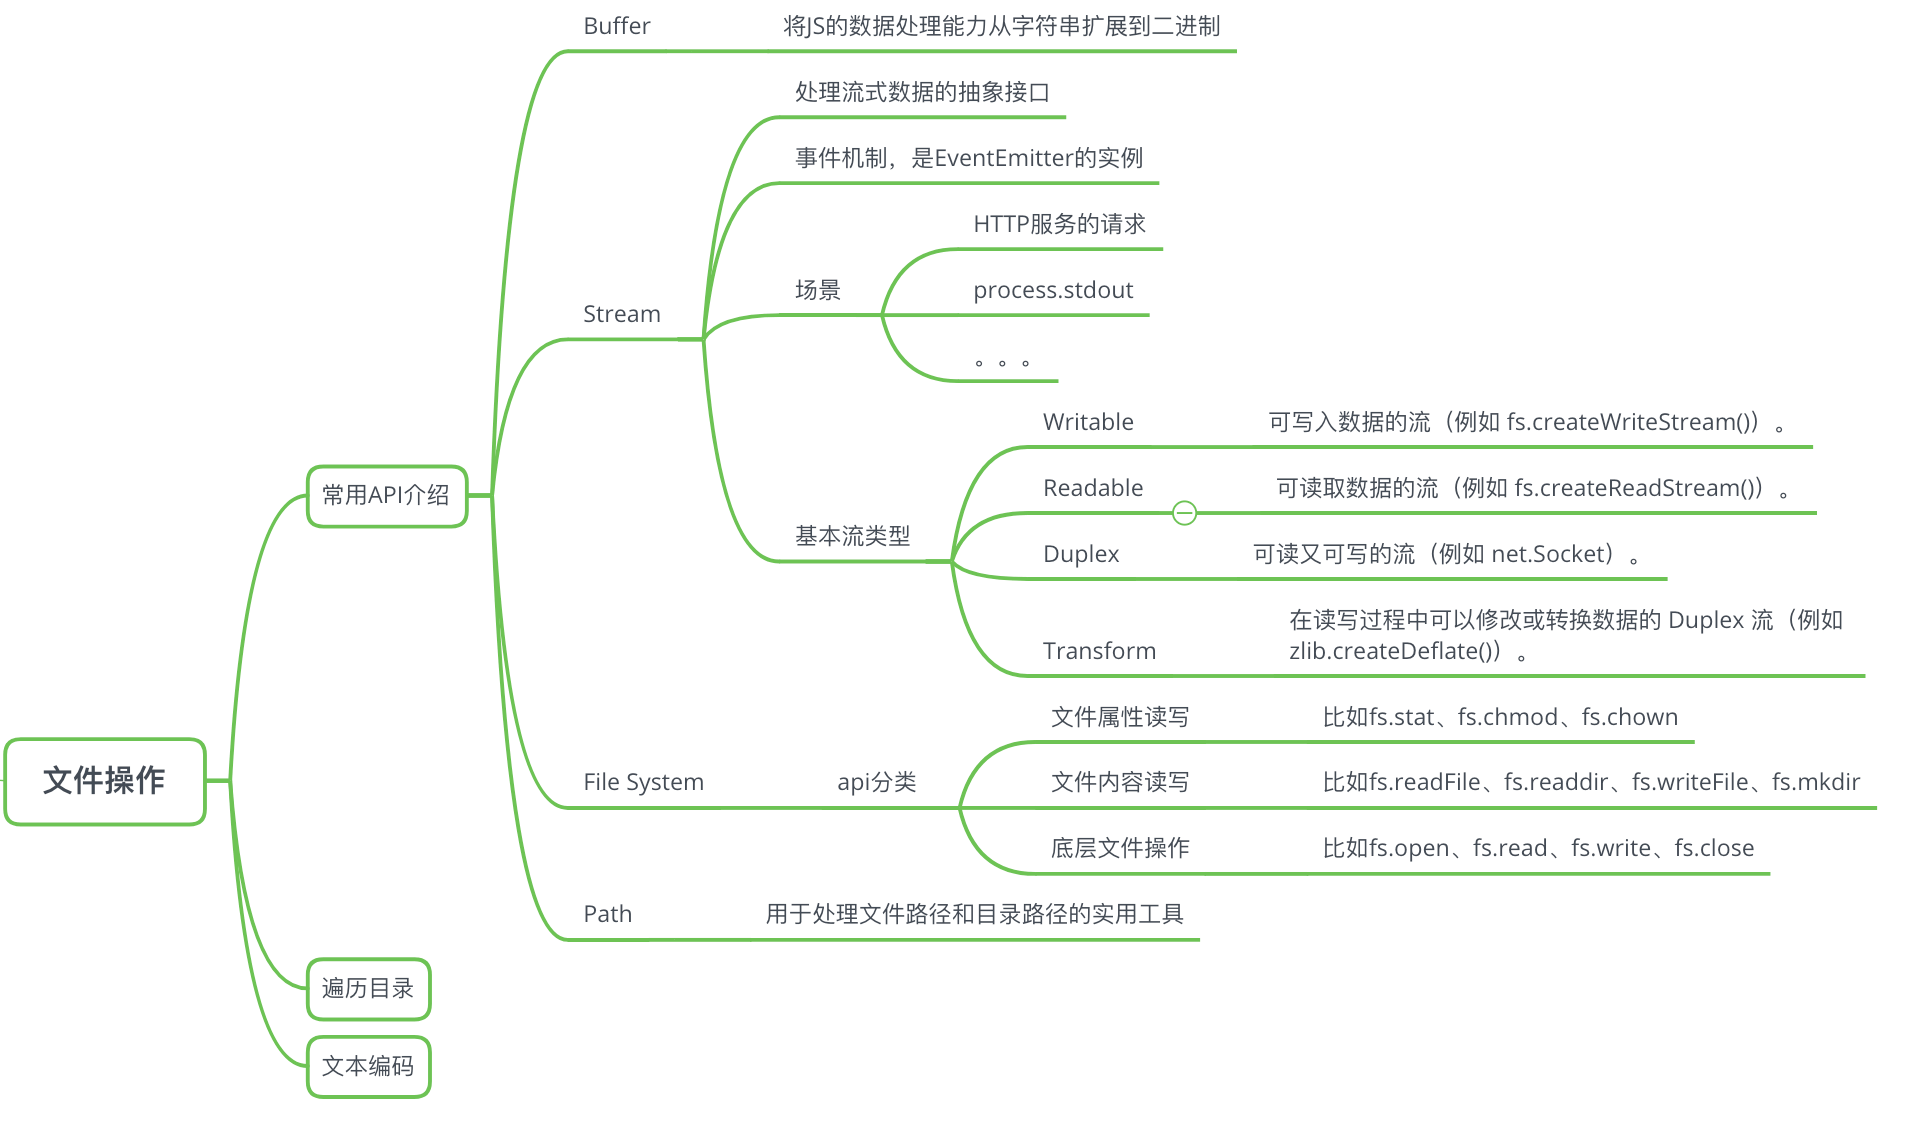 Buffer
将JS的数据处理能力从字符串扩展到二进制
处理流式数据的抽象接口
事件机制，是EventEmitter的实例
HTTP服务的请求
场景
process.stdout
Stream
。。。
Writable
可写入数据的流（例如 fs.createWriteStream()）。
常用API介绍
Readable
可读取数据的流（例如 fs.createReadStream()）。
基本流类型
Duplex
可读又可写的流（例如 net.Socket）。
在读写过程中可以修改或转换数据的 Duplex 流（例如
zlib.createDeflate()）。
Transform
文件属性读写
比如fs.stat、fs.chmod、fs.chown
文件操作
File System
api分类
文件内容读写
比如fs.readFile、fs.readdir、fs.writeFile、fs.mkdir
底层文件操作
比如fs.open、fs.read、fs.write、fs.close
Path
用于处理文件路径和目录路径的实用工具
遍历目录
文本编码